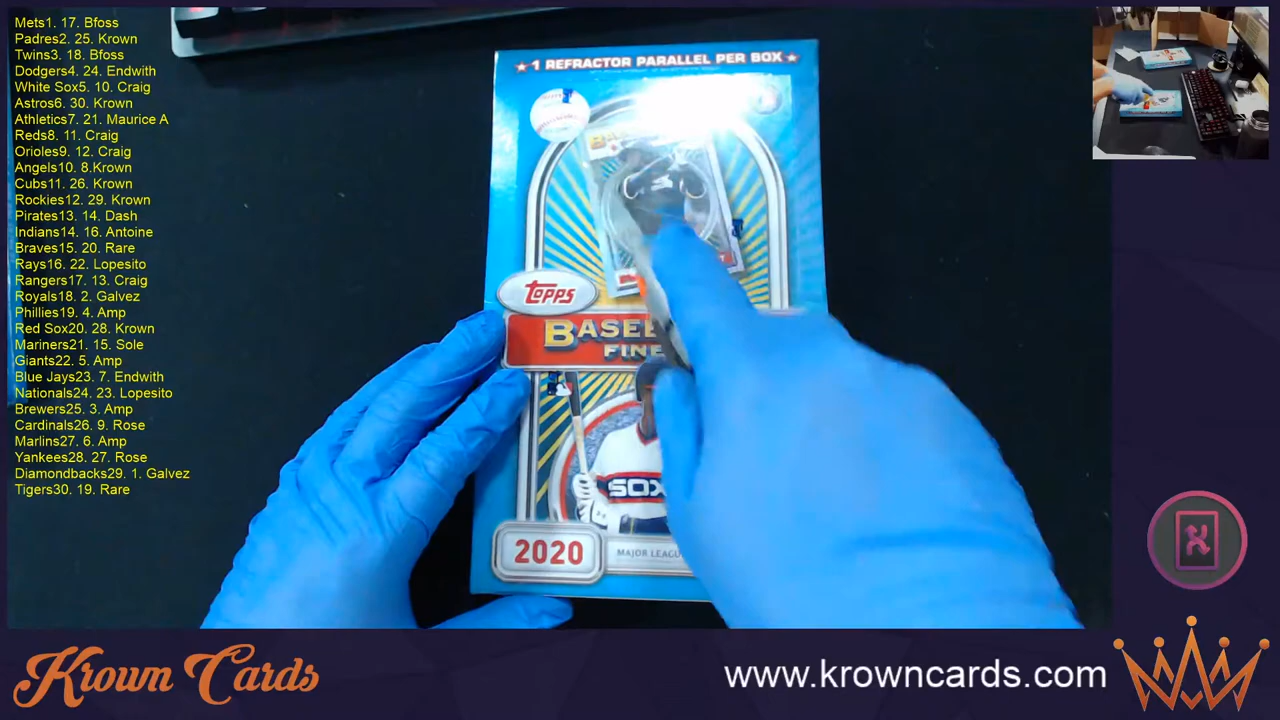 Mets1. 17. Bfoss
Padres2. 25. Krown
Twins3. 18. Bfoss
Dodgers4. 24. Endwith
White Sox5. 10. Craig
Astros6. 30. Krown
Athletics7. 21. Maurice A
Reds8. 11. Craig
Orioles9. 12. Craig
Angels10. 8.Krown
Cubs11. 26. Krown
Rockies12. 29. Krown
Pirates13. 14. Dash
Indians14. 16. Antoine
Braves15. 20. Rare
Rays16. 22. Lopesito
Rangers17. 13. Craig
Royals18. 2. Galvez
Phillies19. 4. Amp
Red Sox20. 28. Krown
Mariners21. 15. Sole
Giants22. 5. Amp
Blue Jays23. 7. Endwith
Nationals24. 23. Lopesito
Brewers25. 3. Amp
Cardinals26. 9. Rose
Marlins27. 6. Amp
Yankees28. 27. Rose
Diamondbacks29. 1. Galvez
Tigers30. 19. Rare
1 REFRACTOR PARALLEL PER BOX
TOPPS
FINE
SOX
2020
MAJOR
Krown Cards
www.krowncards.com